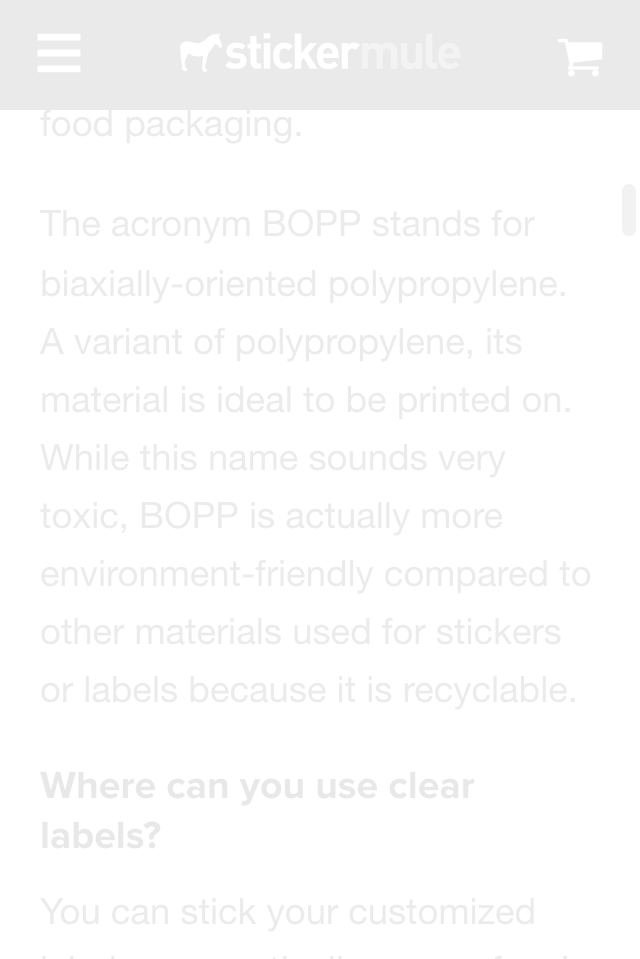 stickermule
food packaging.
The acronym BOPP stands for
biaxially-oriented polypropylene.
A variant of polypropylene, its
material is ideal to be printed on.
While this name sounds very
toxic, BOPP is actually more
environment-friendly compared to
other materials used for stickers
or labels because it is recyclable.
Where can you use clear
labels?
You can stick your customized